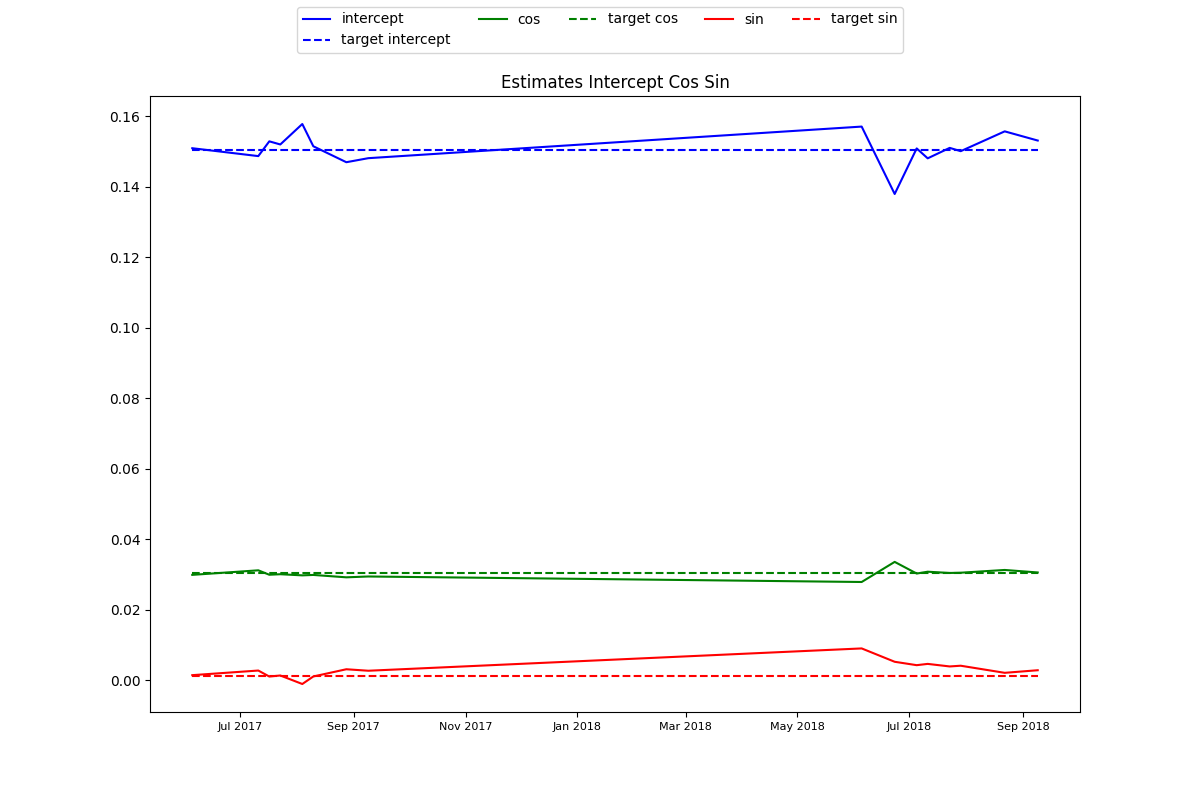 intercept cos target cos sin target sin
target intercept
Estimates Intercept Cos Sin
0.16
0.14
0.12
0.10
0.08
0.06
0.04
0.02
0.00
Jul 2017 Sep 2017 Nov 2017 Jan 2018 Mar 2018 May 2018 Jul 2018 Sep 2018